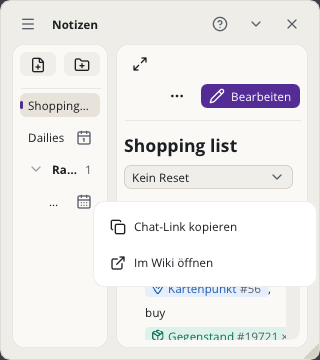 Notizen
Shopping...
Bearbeiten
Dailies
Ra... 1
...
Shopping list
Kein Reset
Chat-Link kopieren
Im Wiki öffnen
Kartenpunkt #56 ,
buy
Gegenstand #19721 ×